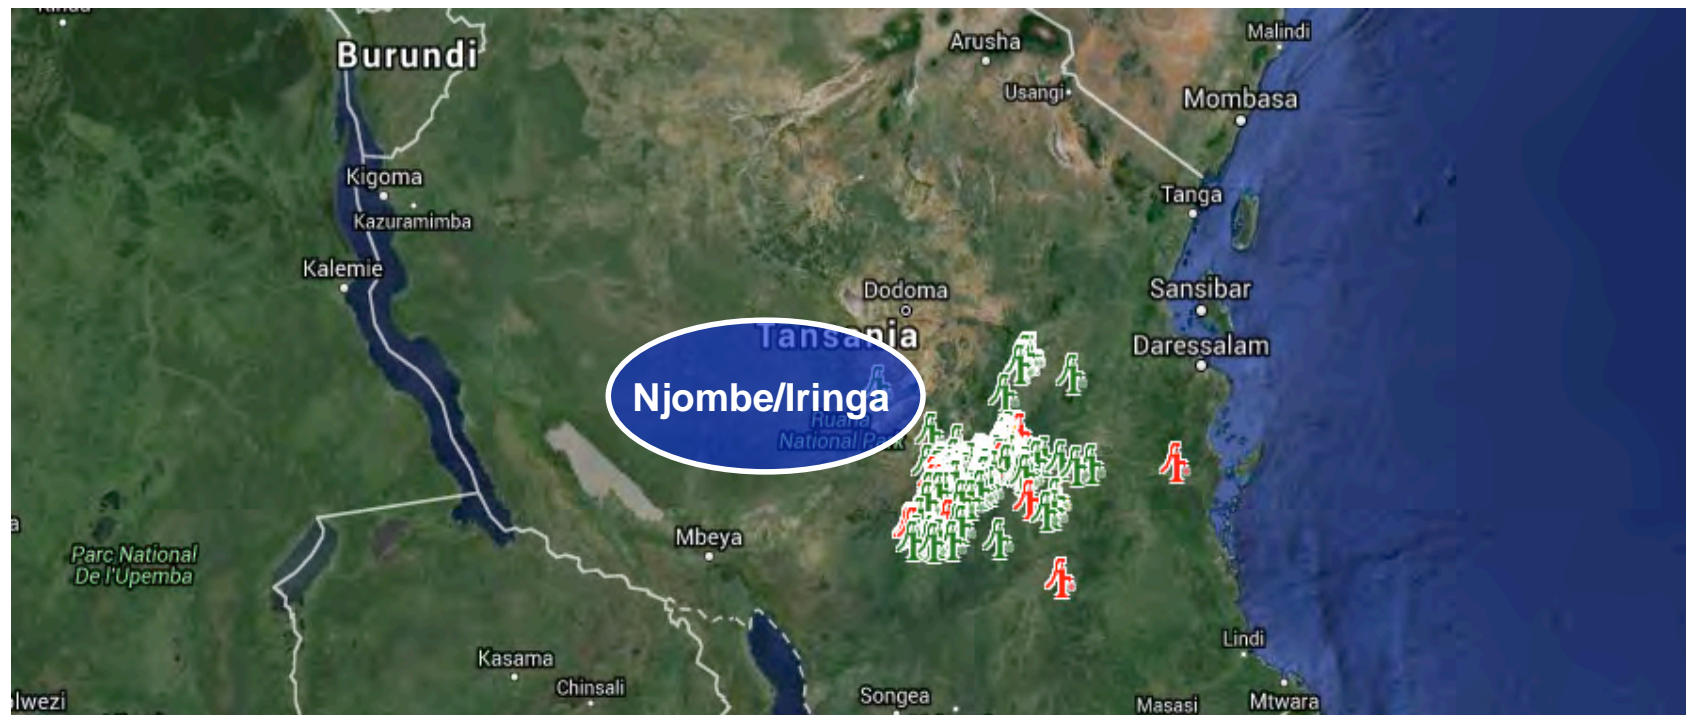 Burundi
Arusha
Malindi
Usangi
Mombasa
Kigoma
Kazuramimba
Tanga
Kalemie
Dodoma
Sansibar
Tansania
Daressalam
Njombe/Iringa
Ruaha
National Park
Mbeya
Parc National
De l'Upemba
Kasama
Chinsali
Lindi
Songea
Masasi
Mtwara
lwezi